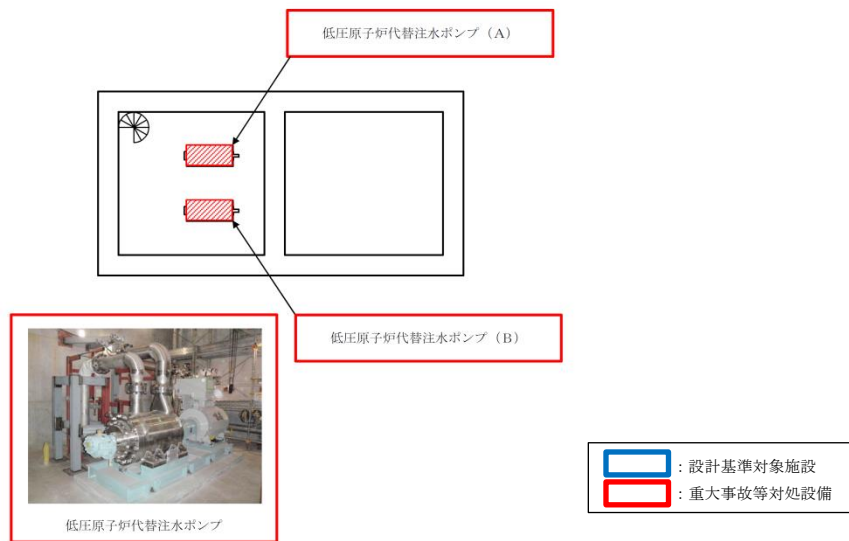 低圧原子炉代替注水ポンプ（A）
低圧原子炉代替注水ポンプ（B）
低圧原子炉代替注水ポンプ
：設計基準対象施設
：重大事故等対処設備